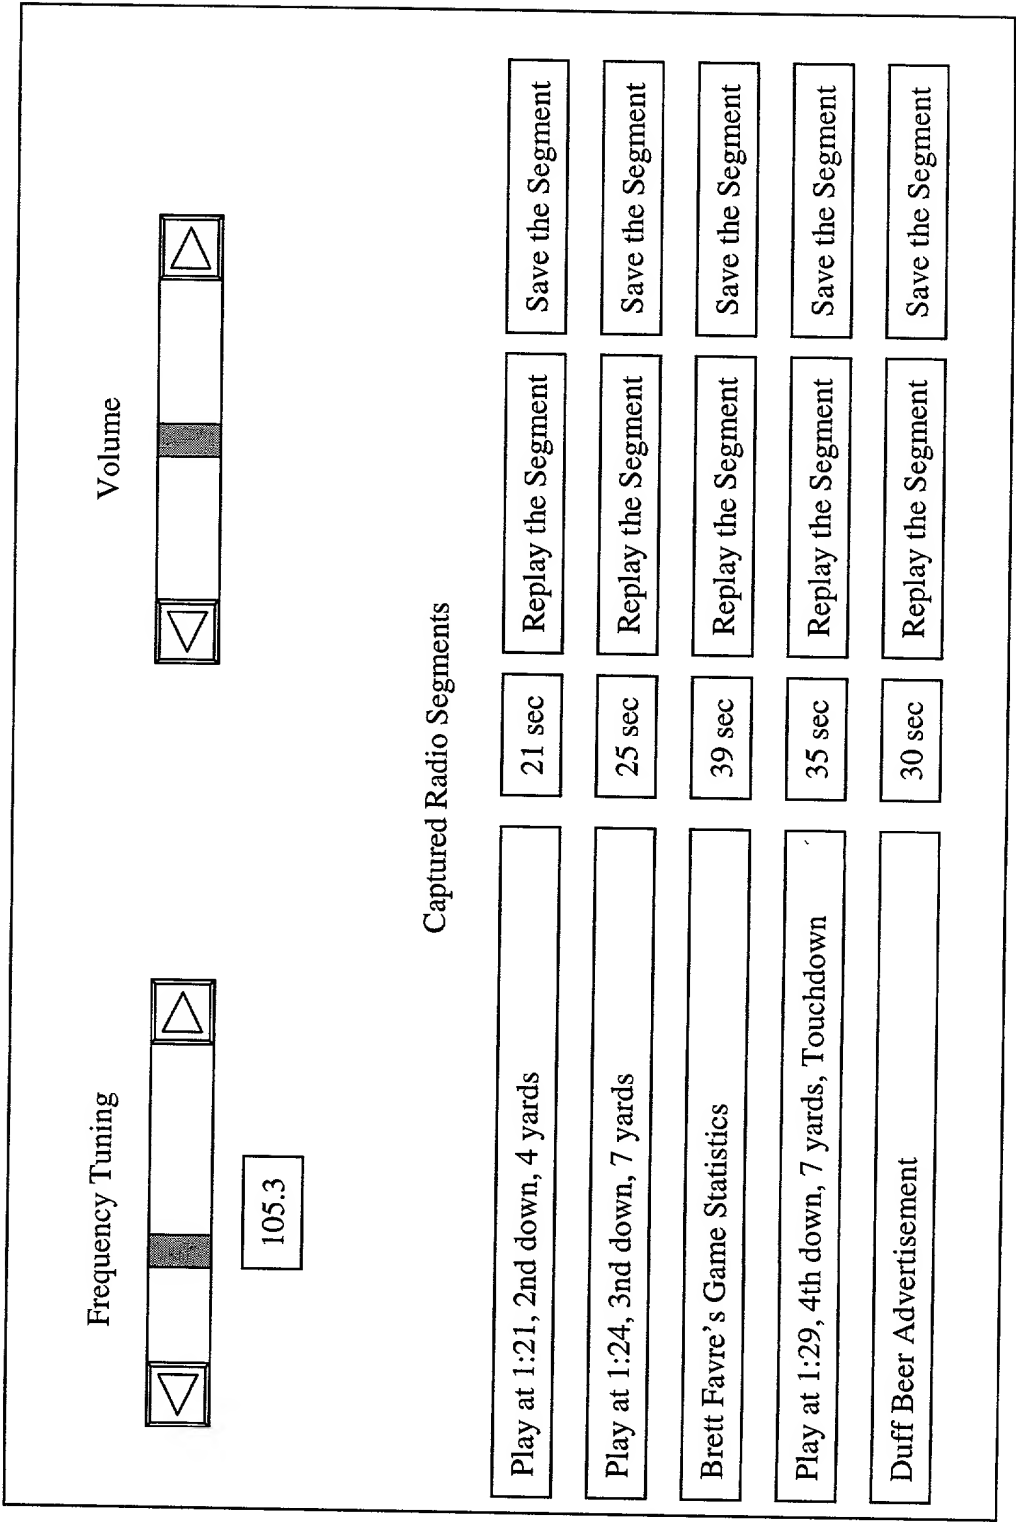 Frequency Tuning
Volume
105.3
Captured Radio Segments
Play at 1:21, 2nd down, 4 yards 21 sec Replay the Segment Save the Segment
Play at 1:24, 3nd down, 7 yards 25 sec Replay the Segment Save the Segment
Brett Favre's Game Statistics 39 sec Replay the Segment Save the Segment
Play at 1:29, 4th down, 7 yards, Touchdown 35 sec Replay the Segment Save the Segment
Duff Beer Advertisement 30 sec Replay the Segment Save the Segment